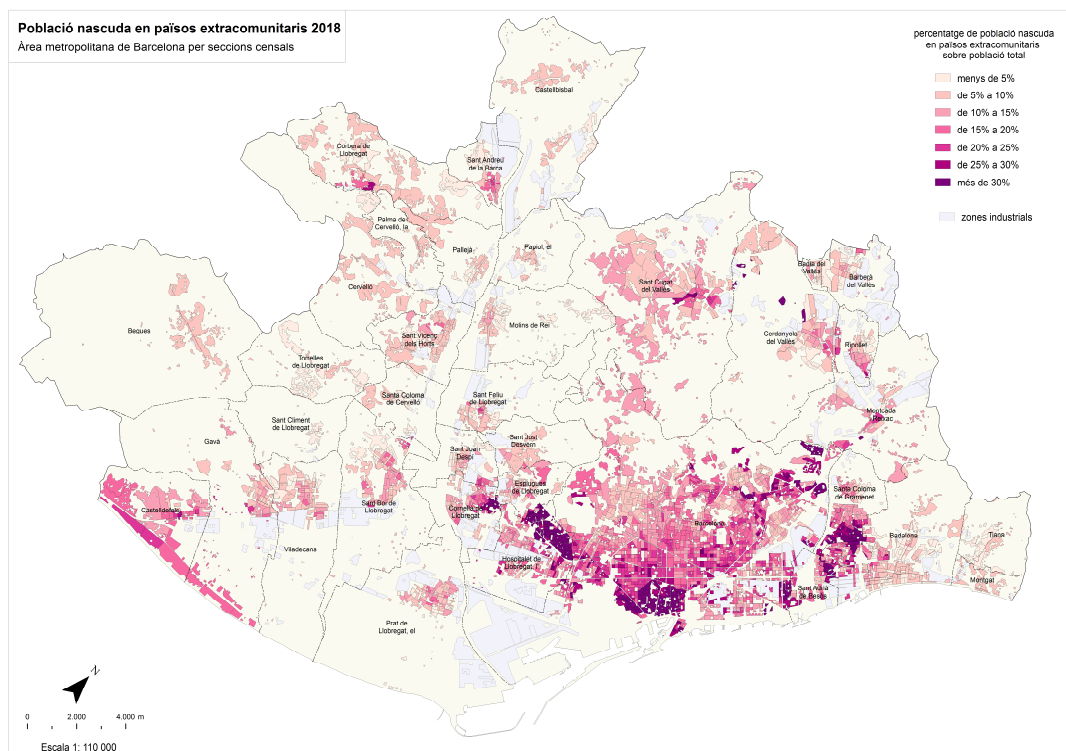 Població nascuda en països extracomunitaris 2018
Àrea metropolitana de Barcelona per seccions censals
percentatge de població nascuda
en països extracomunitaris
sobre població total
menys de 5%
de 5% a 10%
de 10% a 15%
de 15% a 20%
de 20% a 25%
de 25% a 30%
més de 30%
zones industrials
Castellbisbal
Corbera de
Llobregat
Sant Andreu
de la Barca
Palma de
Cervelló, la
Pallejà
Papiol, el
Cervelló
Sant Cugat
del Vallès
Badia del
Vallès
Barberà
del Vallès
Begues
Sant Vicenç
dels Horts
Molins de Rei
Cerdanyola
del Vallès
Ripollet
Torrelles
de Llobregat
Santa Coloma
de Cervelló
Sant Feliu
de Llobregat
Montcada
i Reixac
Sant Climent
de Llobregat
Gavà
Sant Just
Desvern
Sant Joan
Despí
Esplugues
de Llobregat
Santa Coloma
de Gramenet
Castelldefels
Sant Boi de
Llobregat
Cornellà de
Llobregat
Barcelona
Badalona
Tiana
Viladecans
Hospitalet de
Llobregat, l'
Montgat
Sant Adrià
de Besòs
Prat de
Llobregat, el
N
0 2.000 4.000 m
Escala 1: 110 000